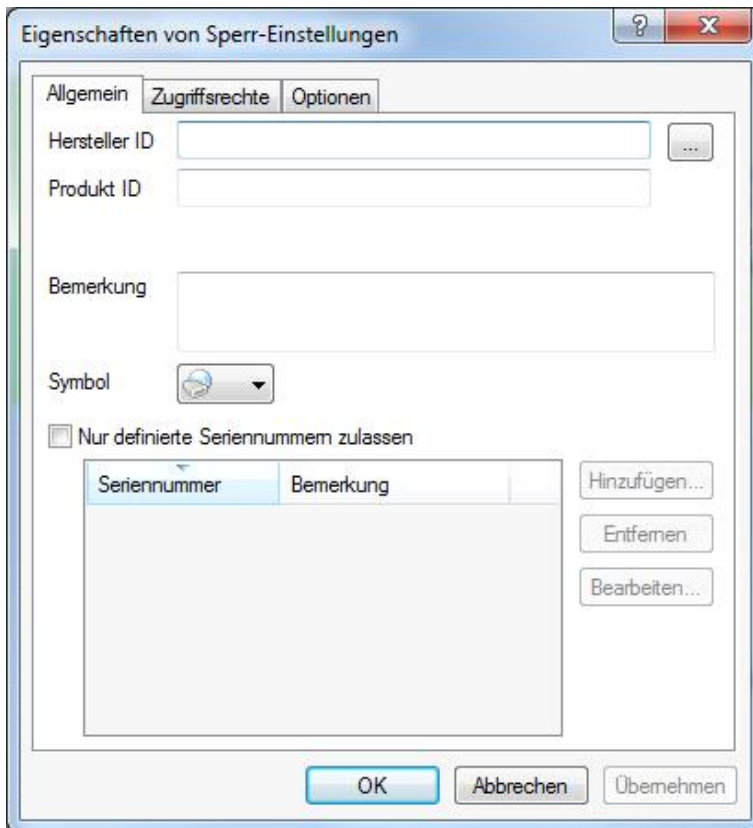 Eigenschaften von Sperr-Einstellungen
Allgemein Zugriffsrechte Optionen
Hersteller ID ...
Produkt ID
Bemerkung
Symbol
Nur definierte Seriennummern zulassen
Seriennummer Bemerkung Hinzufügen...
Entfernen
Bearbeiten...
OK Abbrechen Übernehmen